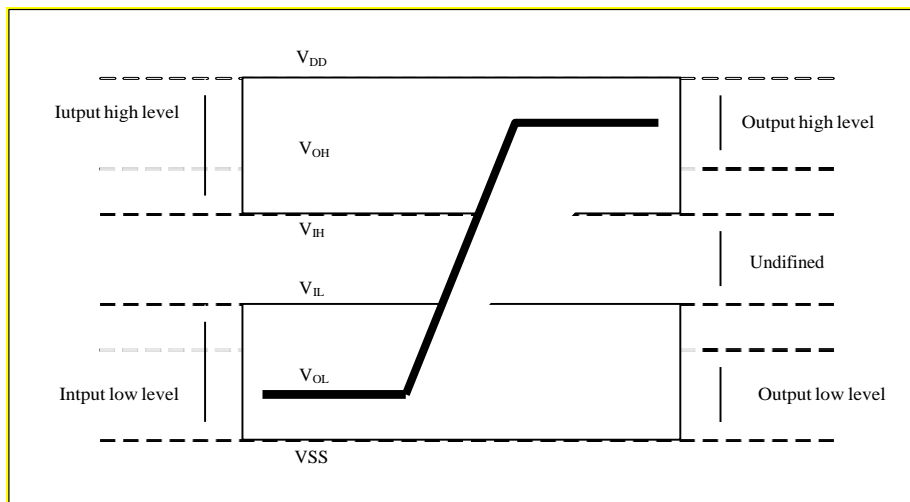 VDD
Iutput high level
Output high level
VOH
VIH
Undifined
VIL
VOL
Intput low level
Output low level
VSS